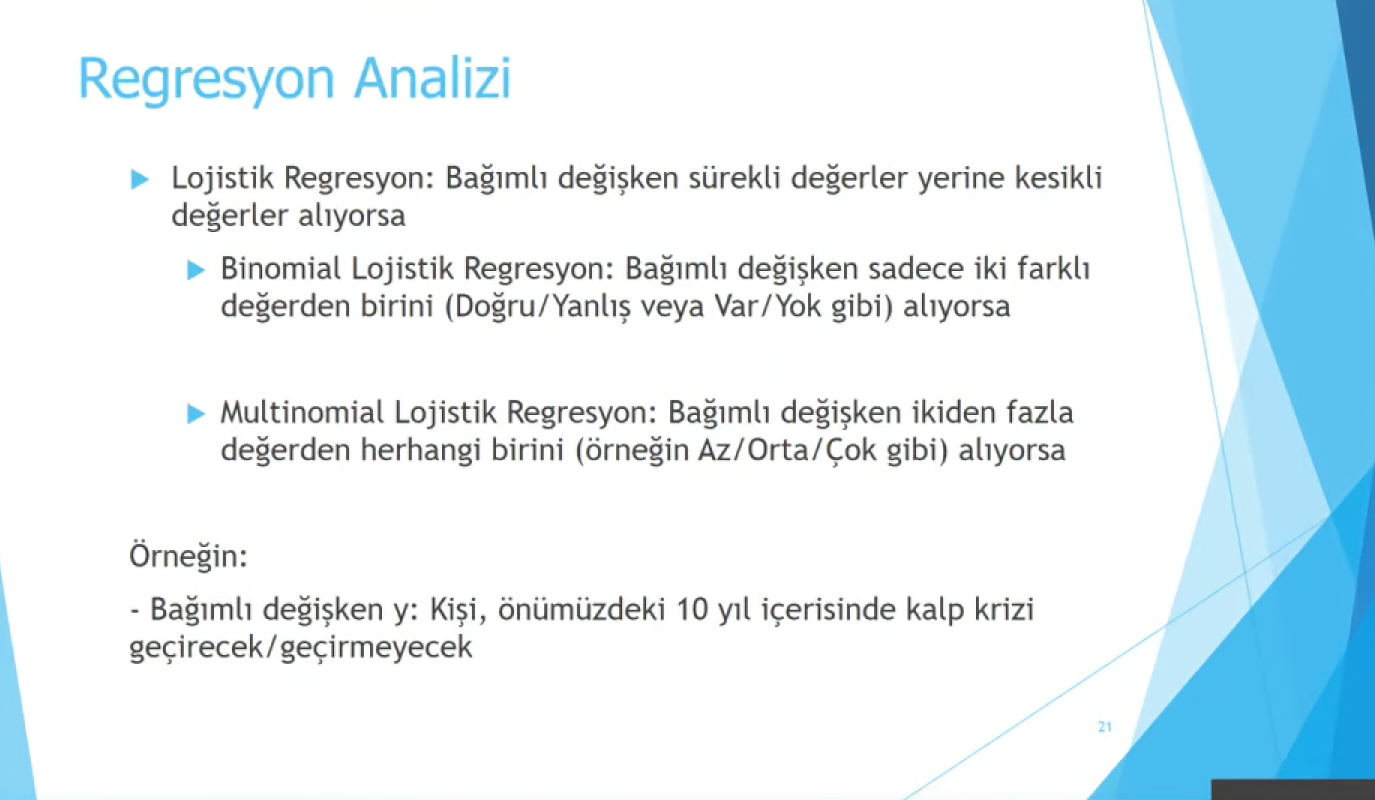 Regresyon Analizi
Lojistik Regresyon: Bağımlı değişken sürekli değerler yerine kesikli
değerler alıyorsa
Binomial Lojistik Regresyon: Bağımlı değişken sadece iki farklı
değerden birini (Doğru/Yanlış veya Var/Yok gibi) alıyorsa
Multinomial Lojistik Regresyon: Bağımlı değişken ikiden fazla
değerden herhangi birini (örneğin Az/Orta/Çok gibi) alıyorsa
Örneğin:
- Bağımlı değişken y: Kişi, önümüzdeki 10 yıl içerisinde kalp krizi
geçirecek/geçirmeyecek
21